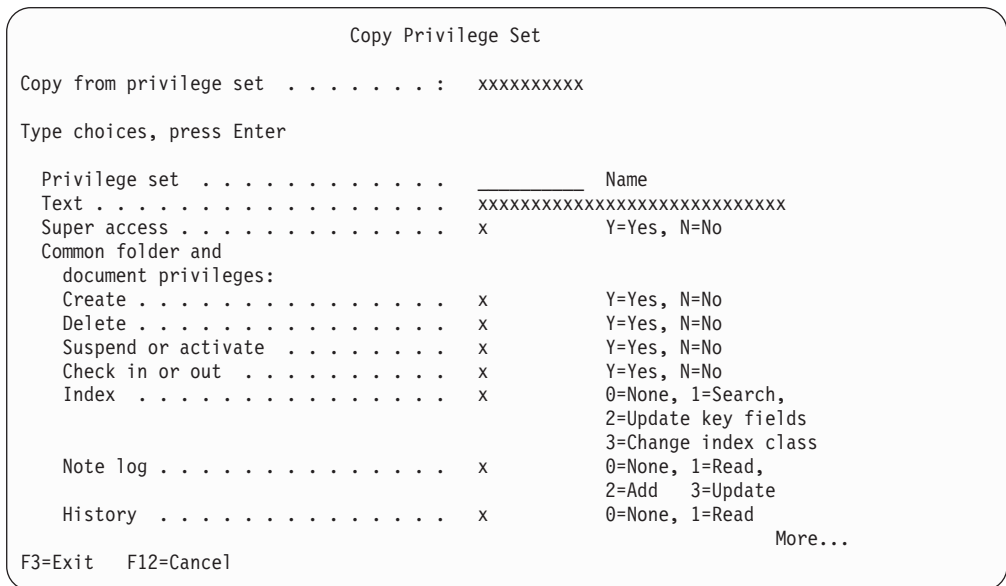 Copy Privilege Set
Copy from privilege set . . . . . . . : xxxxxxxxxx
Type choices, press Enter
Privilege set . . . . . . . . . . . . __________ Name
Text . . . . . . . . . . . . . . . . . xxxxxxxxxxxxxxxxxxxxxxxxxxxxx
Super access . . . . . . . . . . . . . x Y=Yes, N=No
Common folder and
document privileges:
Create . . . . . . . . . . . . . . . x Y=Yes, N=No
Delete . . . . . . . . . . . . . . . x Y=Yes, N=No
Suspend or activate . . . . . . . . x Y=Yes, N=No
Check in or out . . . . . . . . . . x Y=Yes, N=No
Index . . . . . . . . . . . . . . . x 0=None, 1=Search,
2=Update key fields
3=Change index class
Note log . . . . . . . . . . . . . . x 0=None, 1=Read,
2=Add 3=Update
History . . . . . . . . . . . . . . x 0=None, 1=Read
More...
F3=Exit F12=Cancel